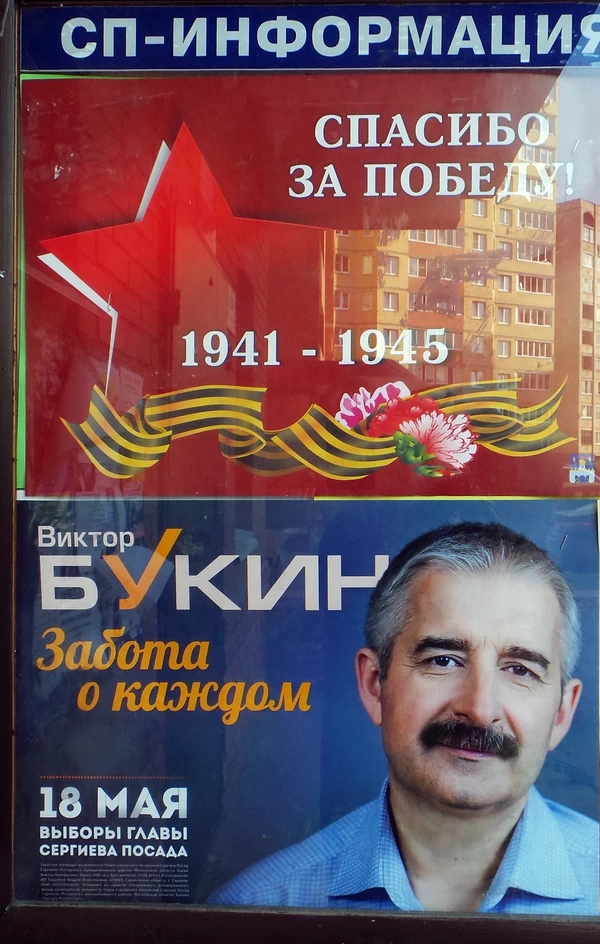 СП-ИНФОРМАЦИЯ
СПАСИБО
ЗА ПОБЕДУ!
1941 - 1945
Виктор
БУКИН
Забота
о каждом
18 МАЯ
ВЫБОРЫ ГЛАВЫ
СЕРГИЕВА ПОСАДА